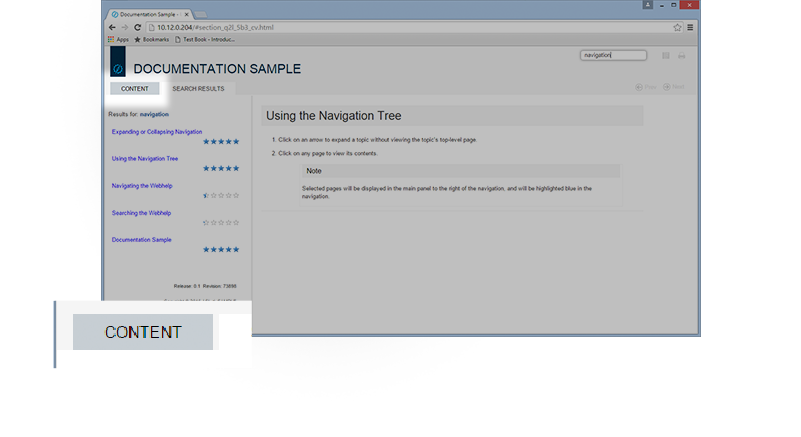 Documentation Sample -
10.12.0.204/#section_q2l_5b3_cv.html
Apps Bookmarks Test Book - Introduc...
navigation
DOCUMENTATION SAMPLE
CONTENT SEARCH RESULTS
Prev Next
Results for: navigation
Expanding or Collapsing Navigation
Using the Navigation Tree
Navigating the Webhelp
Searching the Webhelp
Documentation Sample
Release: 0.1 Revision: 73898
Using the Navigation Tree
1. Click on an arrow to expand a topic without viewing the topic's top-level page.
2. Click on any page to view its contents.
Note
Selected pages will be displayed in the main panel to the right of the navigation, and will be highlighted blue in the
navigation.
CONTENT